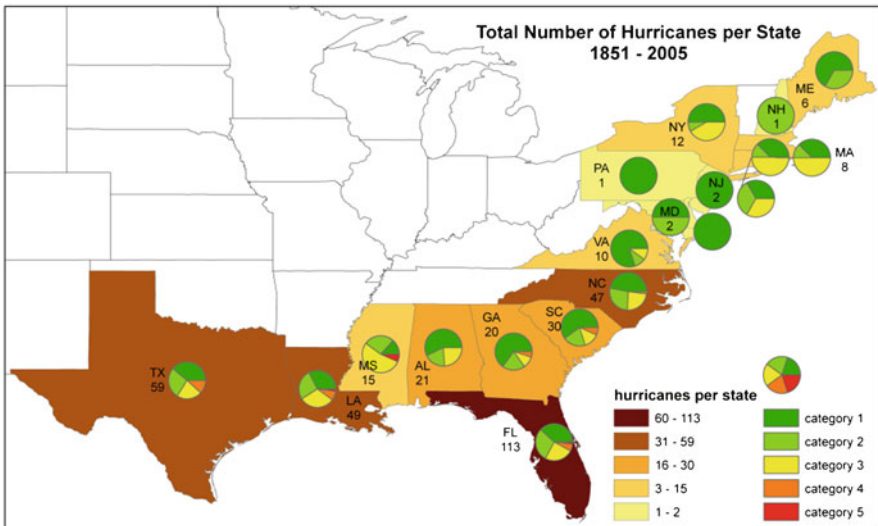 Total Number of Hurricanes per State
1851 - 2005
ME
6
NH
1
NY
12
MA
8
PA
1
NJ
2
MD
2
VA
10
NC
47
SC
30
GA
20
TX
59
MS
15
AL
21
LA
49
FL
113
hurricanes per state
60 - 113
31 - 59
16 - 30
3 - 15
1 - 2
category 1
category 2
category 3
category 4
category 5